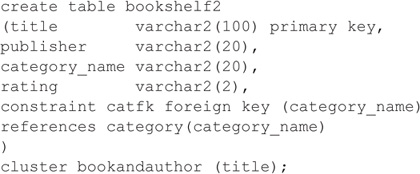 create table bookshelf2
(title         varchar2(100) primary key,
publisher     varchar2(20),
category_name varchar2(20),
rating        varchar2(2),
constraint catfk foreign key (category_name)
references category(category_name)
)
cluster bookandauthor (title);